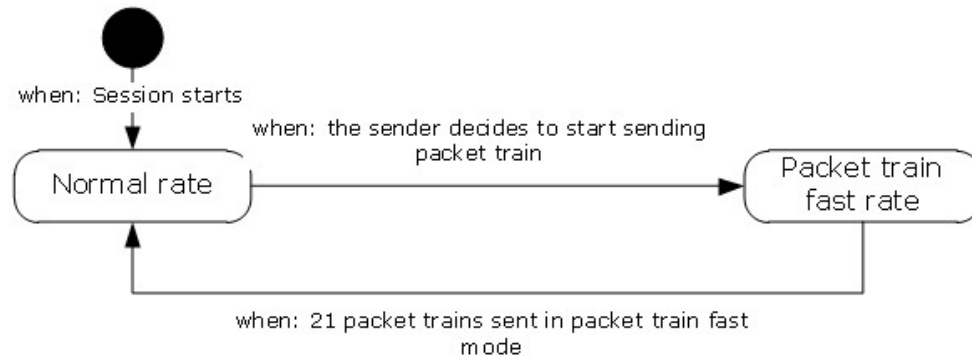 when: Session starts
when: the sender decides to start sending
packet train
Normal rate
Packet train
fast rate
when: 21 packet trains sent in packet train fast
mode